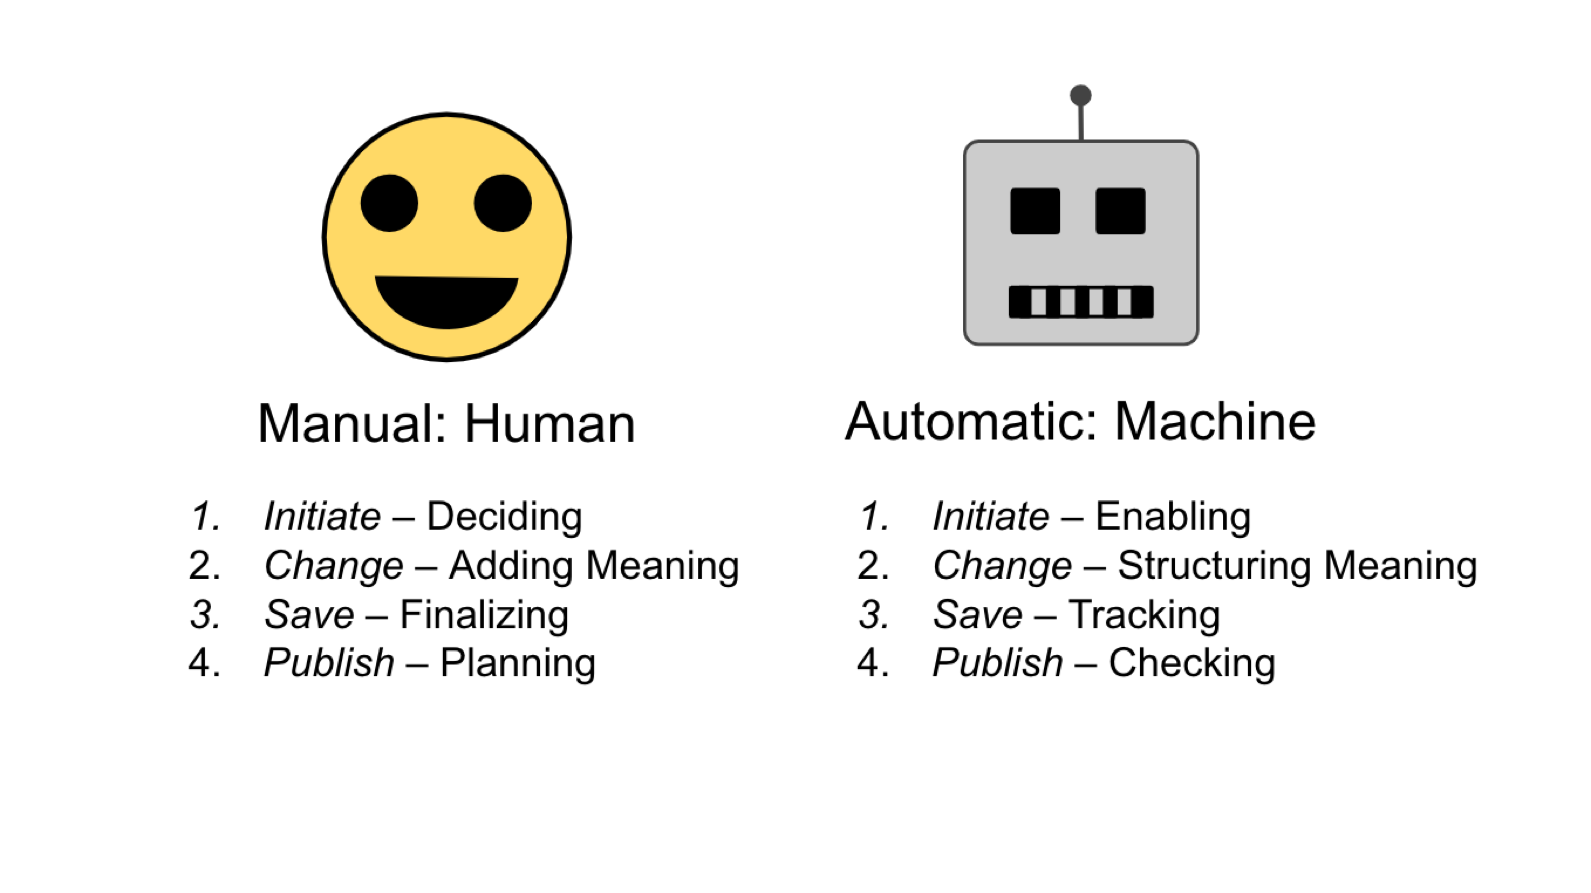 Manual: Human
1. Initiate – Deciding
2. Change – Adding Meaning
3. Save – Finalizing
4. Publish – Planning
Automatic: Machine
1. Initiate – Enabling
2. Change – Structuring Meaning
3. Save – Tracking
4. Publish – Checking